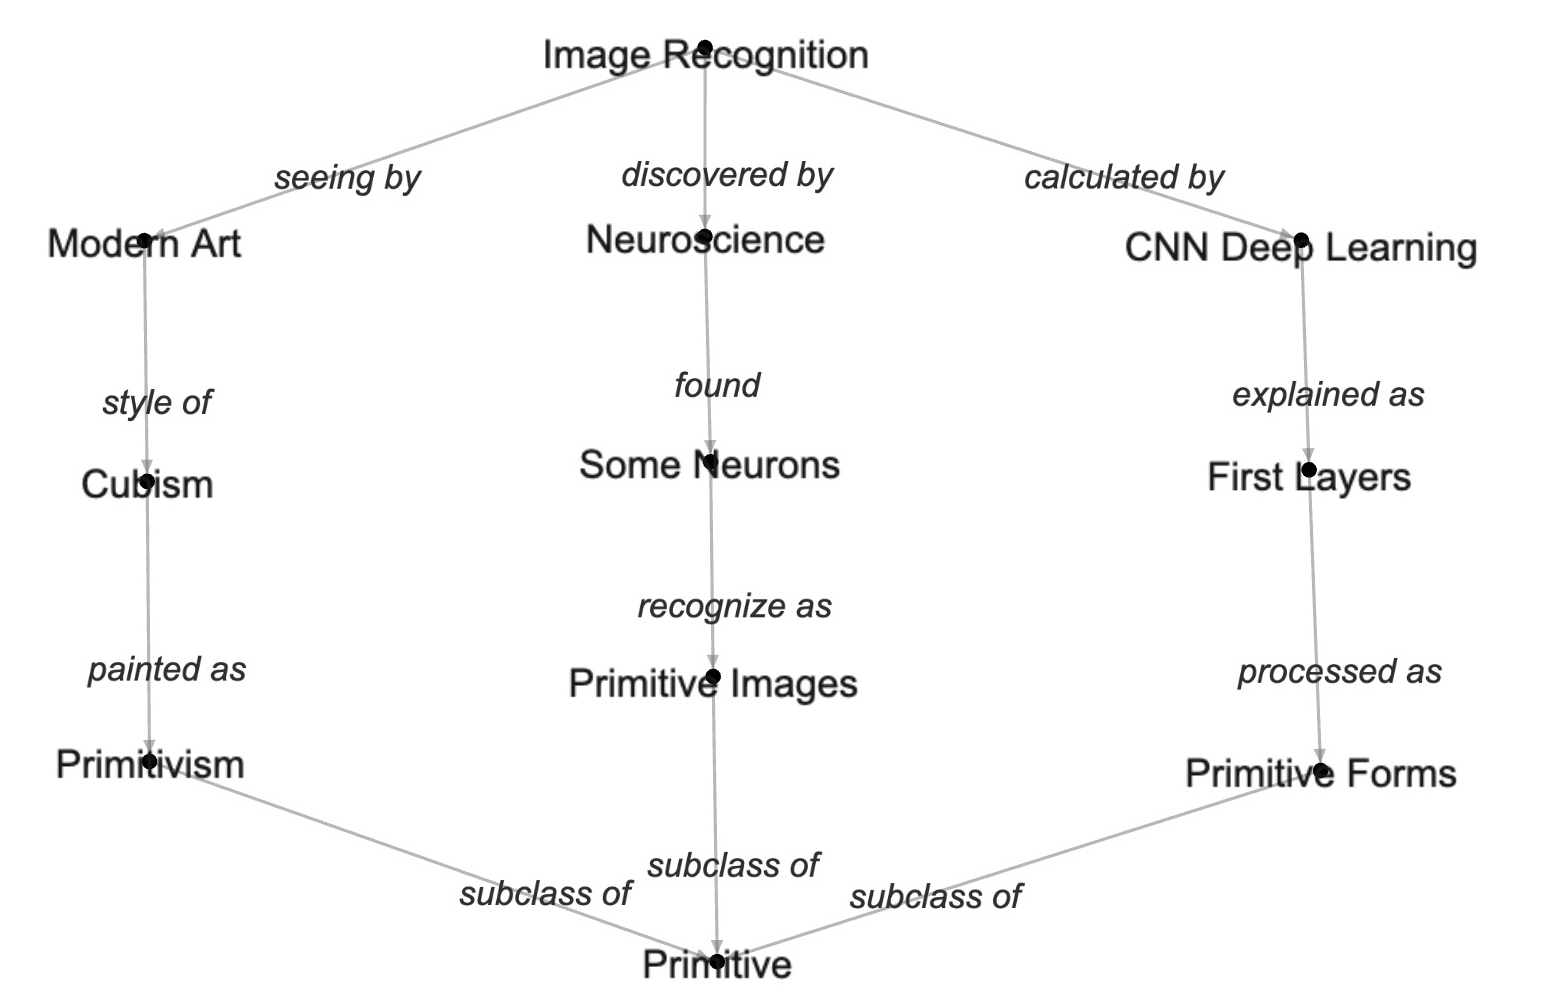 Image Recognition
seeing by
discovered by
calculated by
Modern Art
Neuroscience
CNN Deep Learning
style of
found
explained as
Cubism
Some Neurons
First Layers
painted as
recognize as
processed as
Primitivism
Primitive Images
Primitive Forms
subclass of
subclass of
subclass of
Primitive